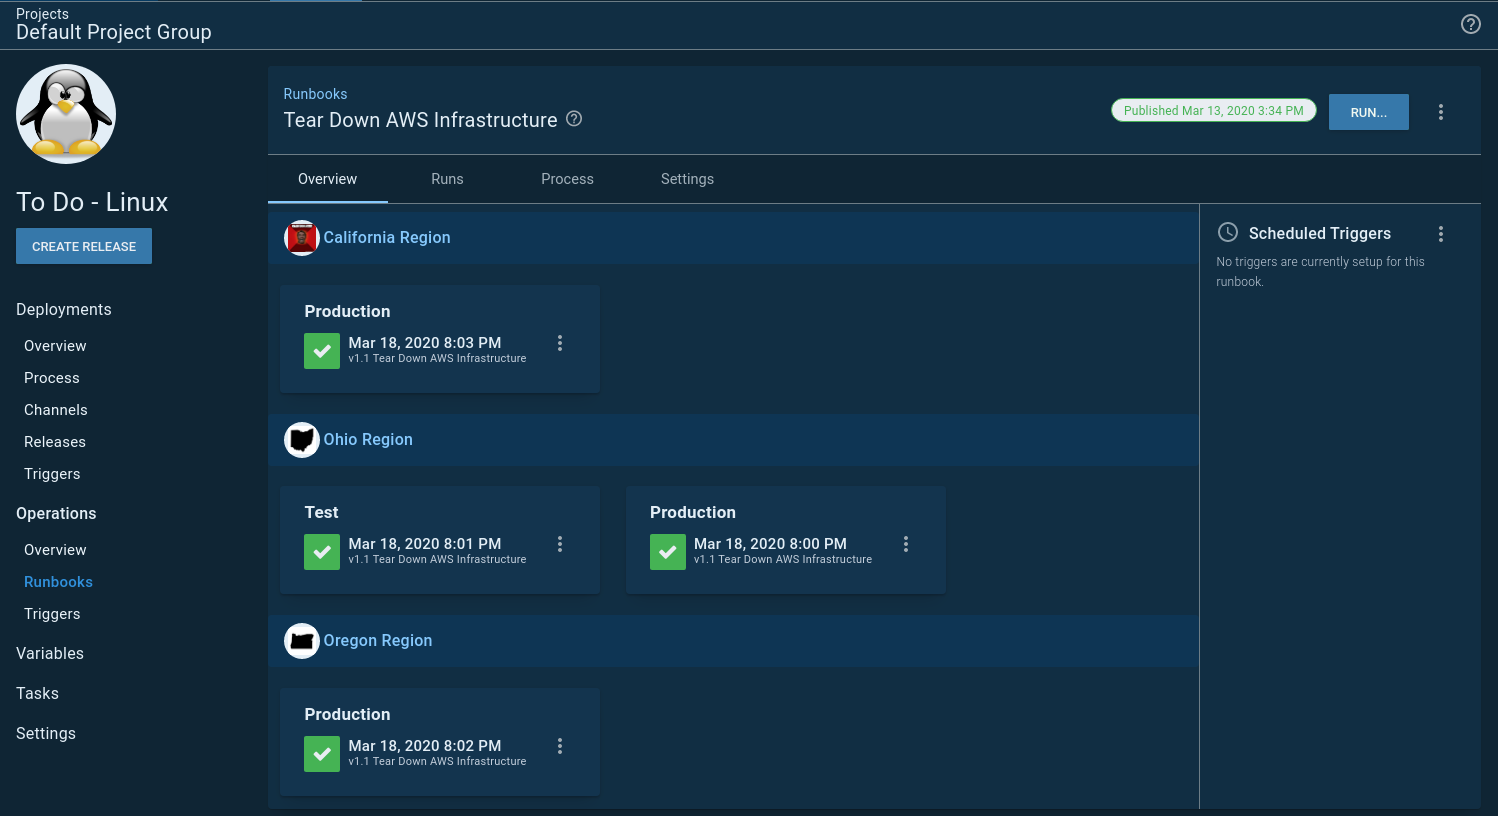 Projects
Default Project Group
To Do - Linux
CREATE RELEASE
Deployments
Overview
Process
Channels
Releases
Triggers
Operations
Overview
Runbooks
Triggers
Variables
Tasks
Settings
Runbooks
Tear Down AWS Infrastructure
Published Mar 13, 2020 3:34 PM
RUN...
Overview Runs Process Settings
California Region
Production
Mar 18, 2020 8:03 PM
v1.1 Tear Down AWS Infrastructure
Ohio Region
Test
Mar 18, 2020 8:01 PM
v1.1 Tear Down AWS Infrastructure
Production
Mar 18, 2020 8:00 PM
v1.1 Tear Down AWS Infrastructure
Oregon Region
Production
Mar 18, 2020 8:02 PM
v1.1 Tear Down AWS Infrastructure
Scheduled Triggers
No triggers are currently setup for this
runbook.